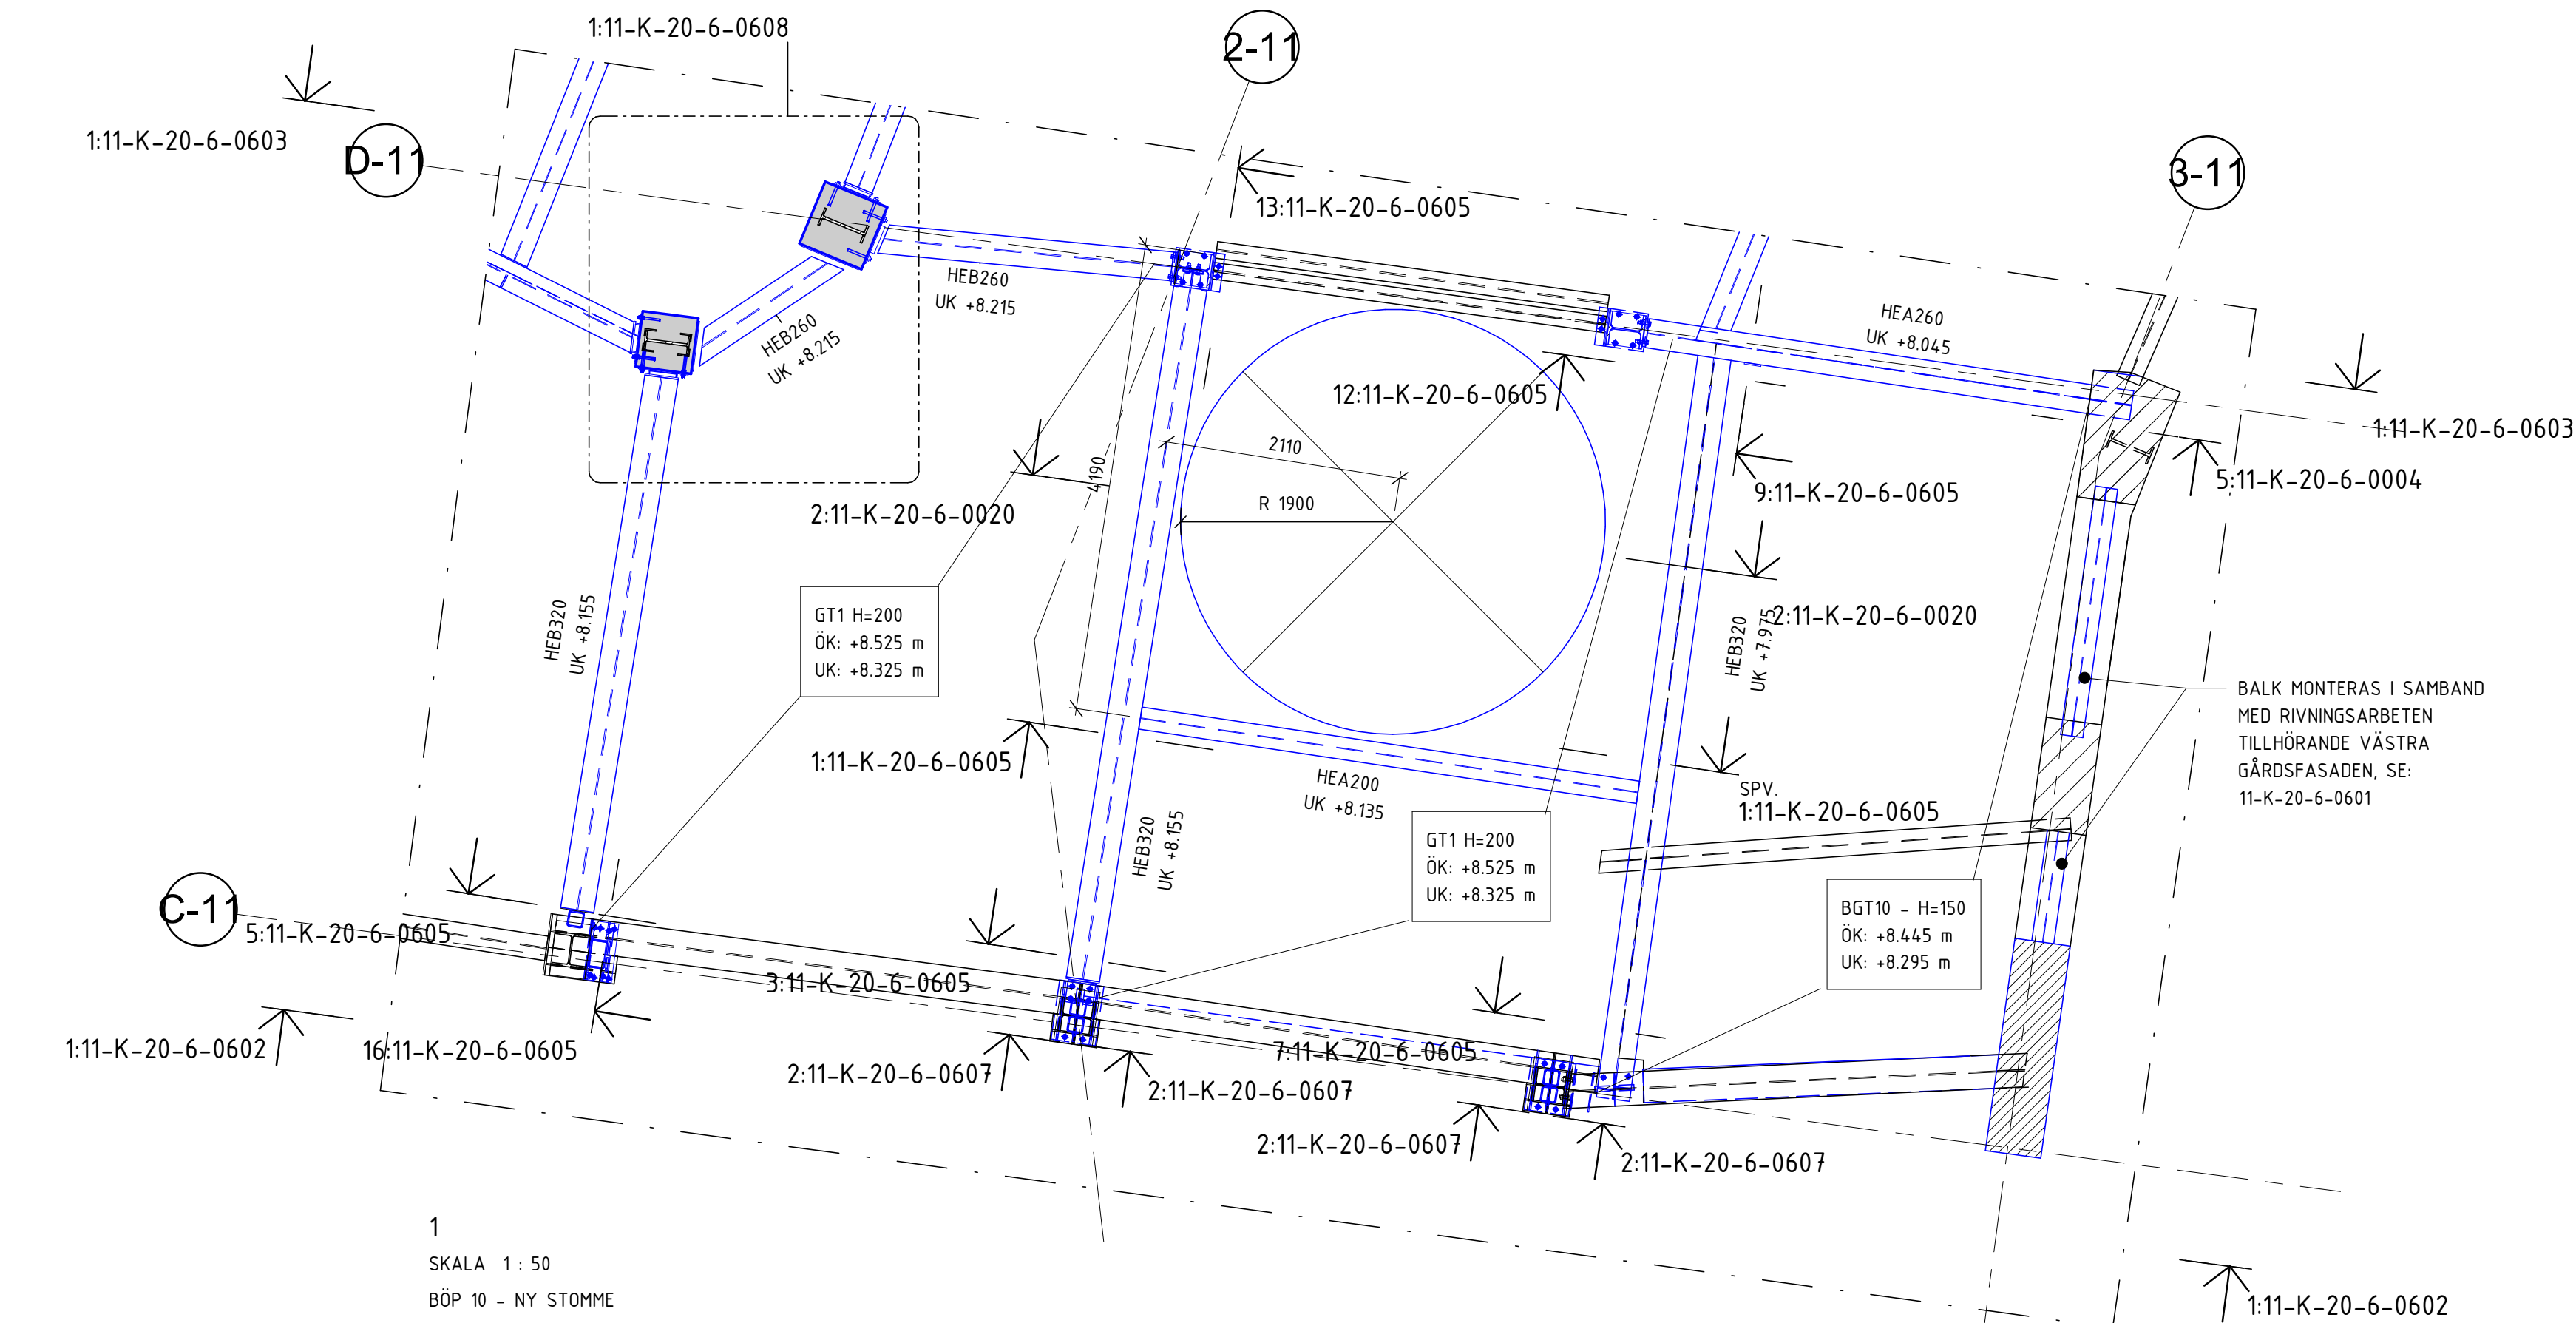 1:11-K-20-6-0608
2-11
1:11-K-20-6-0603
D-11
3-11
13:11-K-20-6-0605
HEB260
UK +8.215
HEB260
UK +8.215
HEA260
UK +8.045
12:11-K-20-6-0605
1:11-K-20-6-0603
5:11-K-20-6-0004
2110
4190
R 1900
9:11-K-20-6-0605
2:11-K-20-6-0020
2:11-K-20-6-0020
HEB320
UK +8.155
GT1 H=200
ÖK: +8.525 m
UK: +8.325 m
HEB320
UK +7.975
BALK MONTERAS I SAMBAND
MED RIVNINGSARBETEN
TILLHÖRANDE VÄSTRA
GÅRDSFASADEN, SE:
11-K-20-6-0601
1:11-K-20-6-0605
HEA200
UK +8.135
SPV.
1:11-K-20-6-0605
HEB320
UK +8.155
GT1 H=200
ÖK: +8.525 m
UK: +8.325 m
BGT10 - H=150
ÖK: +8.445 m
UK: +8.295 m
C-11
5:11-K-20-6-0605
3:11-K-20-6-0605
1:11-K-20-6-0602
16:11-K-20-6-0605
7:11-K-20-6-0605
2:11-K-20-6-0607
2:11-K-20-6-0607
2:11-K-20-6-0607
2:11-K-20-6-0607
1
SKALA 1 : 50
BÖP 10 - NY STOMME
1:11-K-20-6-0602